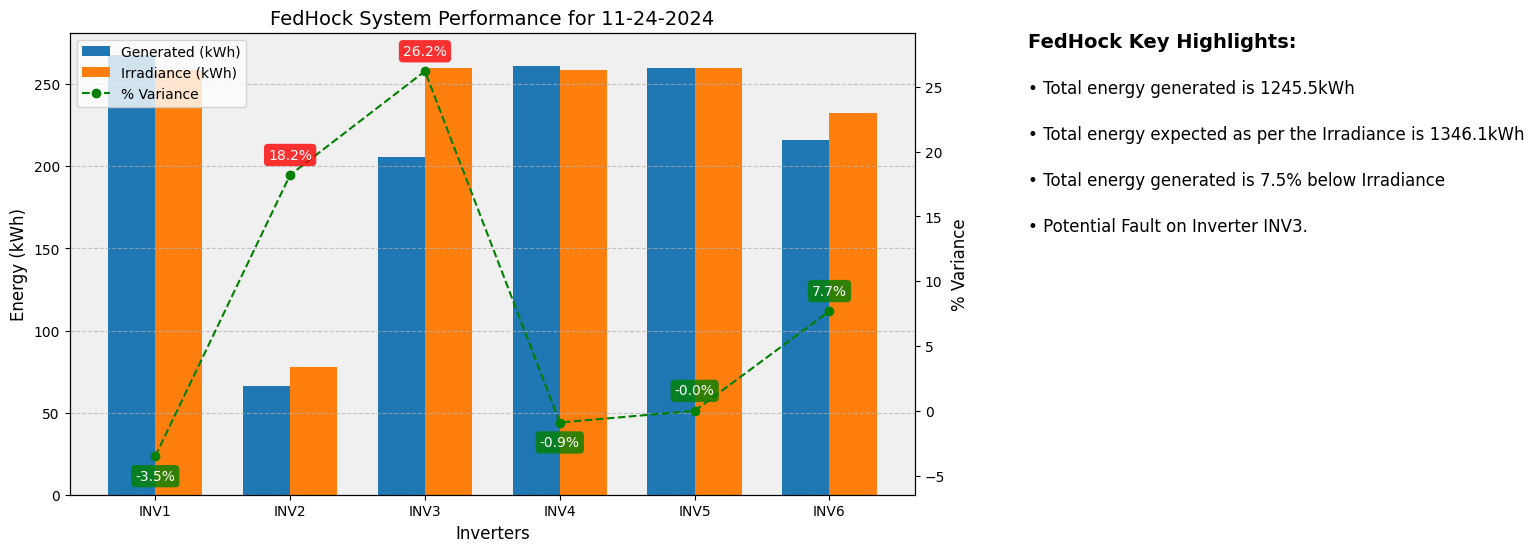 FedHock System Performance for 11-24-2024
Generated (kWh)
Irradiance (kWh)
% Variance
Energy (kWh)
250
200
150
100
50
0
-3.5%
18.2%
26.2%
-0.9%
-0.0%
7.7%
25
20
15
10
5
0
−5
% Variance
INV1
INV2
INV3
INV4
INV5
INV6
Inverters
FedHock Key Highlights:
• Total energy generated is 1245.5kWh
• Total energy expected as per the Irradiance is 1346.1kWh
• Total energy generated is 7.5% below Irradiance
• Potential Fault on Inverter INV3.